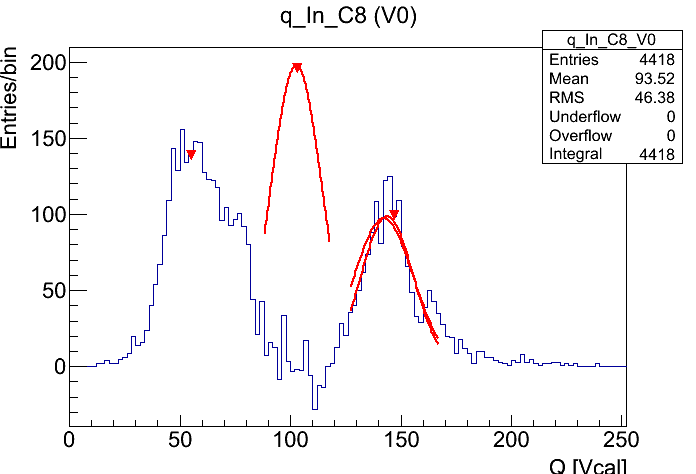 q_In_C8 (V0)
q_In_C8_V0
Entries 4418
Mean 93.52
RMS 46.38
Underflow 0
Overflow 0
Integral 4418
Entries/bin
200
150
100
50
0
0 50 100 150 200 250
Q [Vcal]